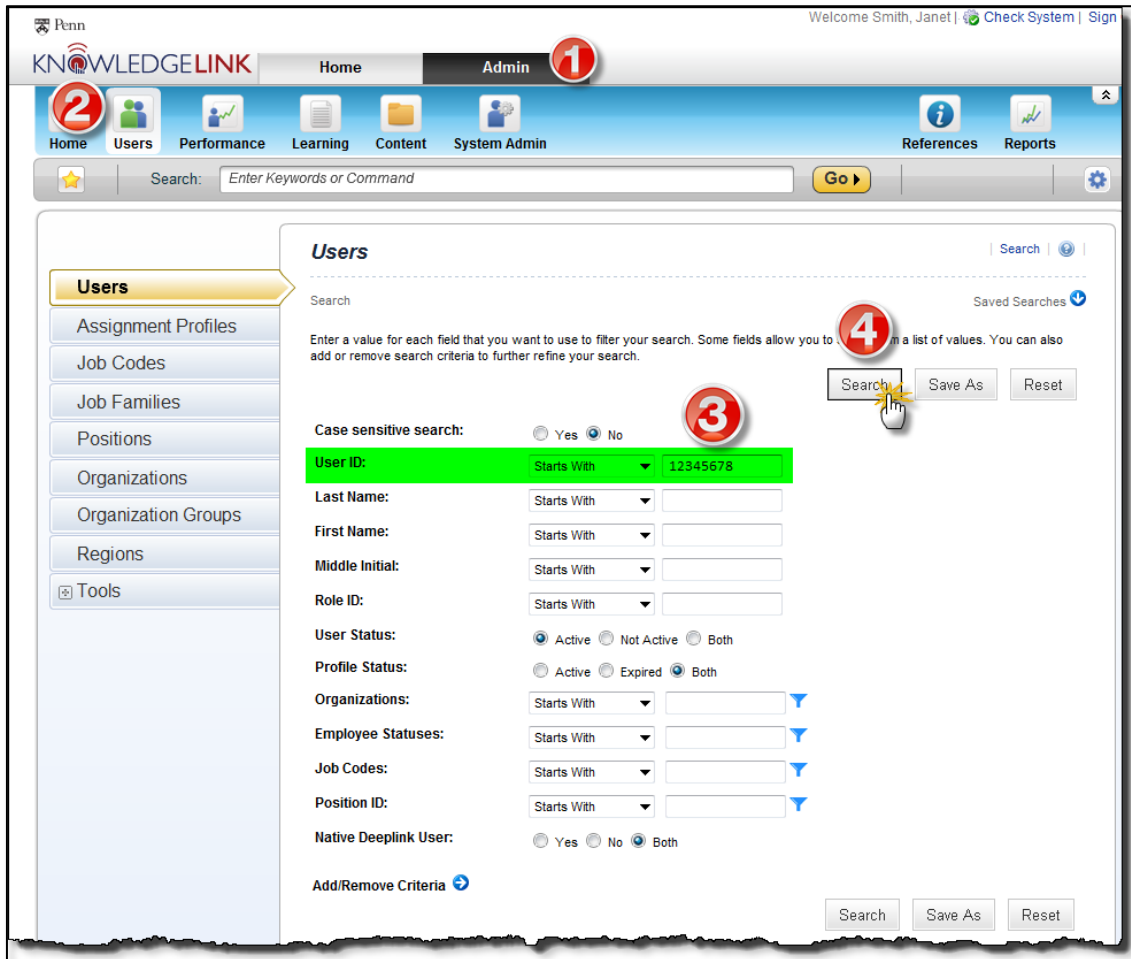 Penn
Welcome Smith, Janet | Check System | Sign
KNOWLEDGELINK
Home
Admin
1
2
Home
Users
Performance
Learning
Content
System Admin
References
Reports
Search:
Enter Keywords or Command
Go
Users
Search
Users
Assignment Profiles
Job Codes
Job Families
Positions
Organizations
Organization Groups
Regions
Tools
Search
Saved Searches
Enter a value for each field that you want to use to filter your search. Some fields allow you to a list of values. You can also
add or remove search criteria to further refine your search.
4
Search
Save As
Reset
3
Case sensitive search: Yes No
User ID: Starts With 12345678
Last Name: Starts With
First Name: Starts With
Middle Initial: Starts With
Role ID: Starts With
User Status: Active Not Active Both
Profile Status: Active Expired Both
Organizations: Starts With
Employee Statuses: Starts With
Job Codes: Starts With
Position ID: Starts With
Native Deeplink User: Yes No Both
Add/Remove Criteria
Search
Save As
Reset